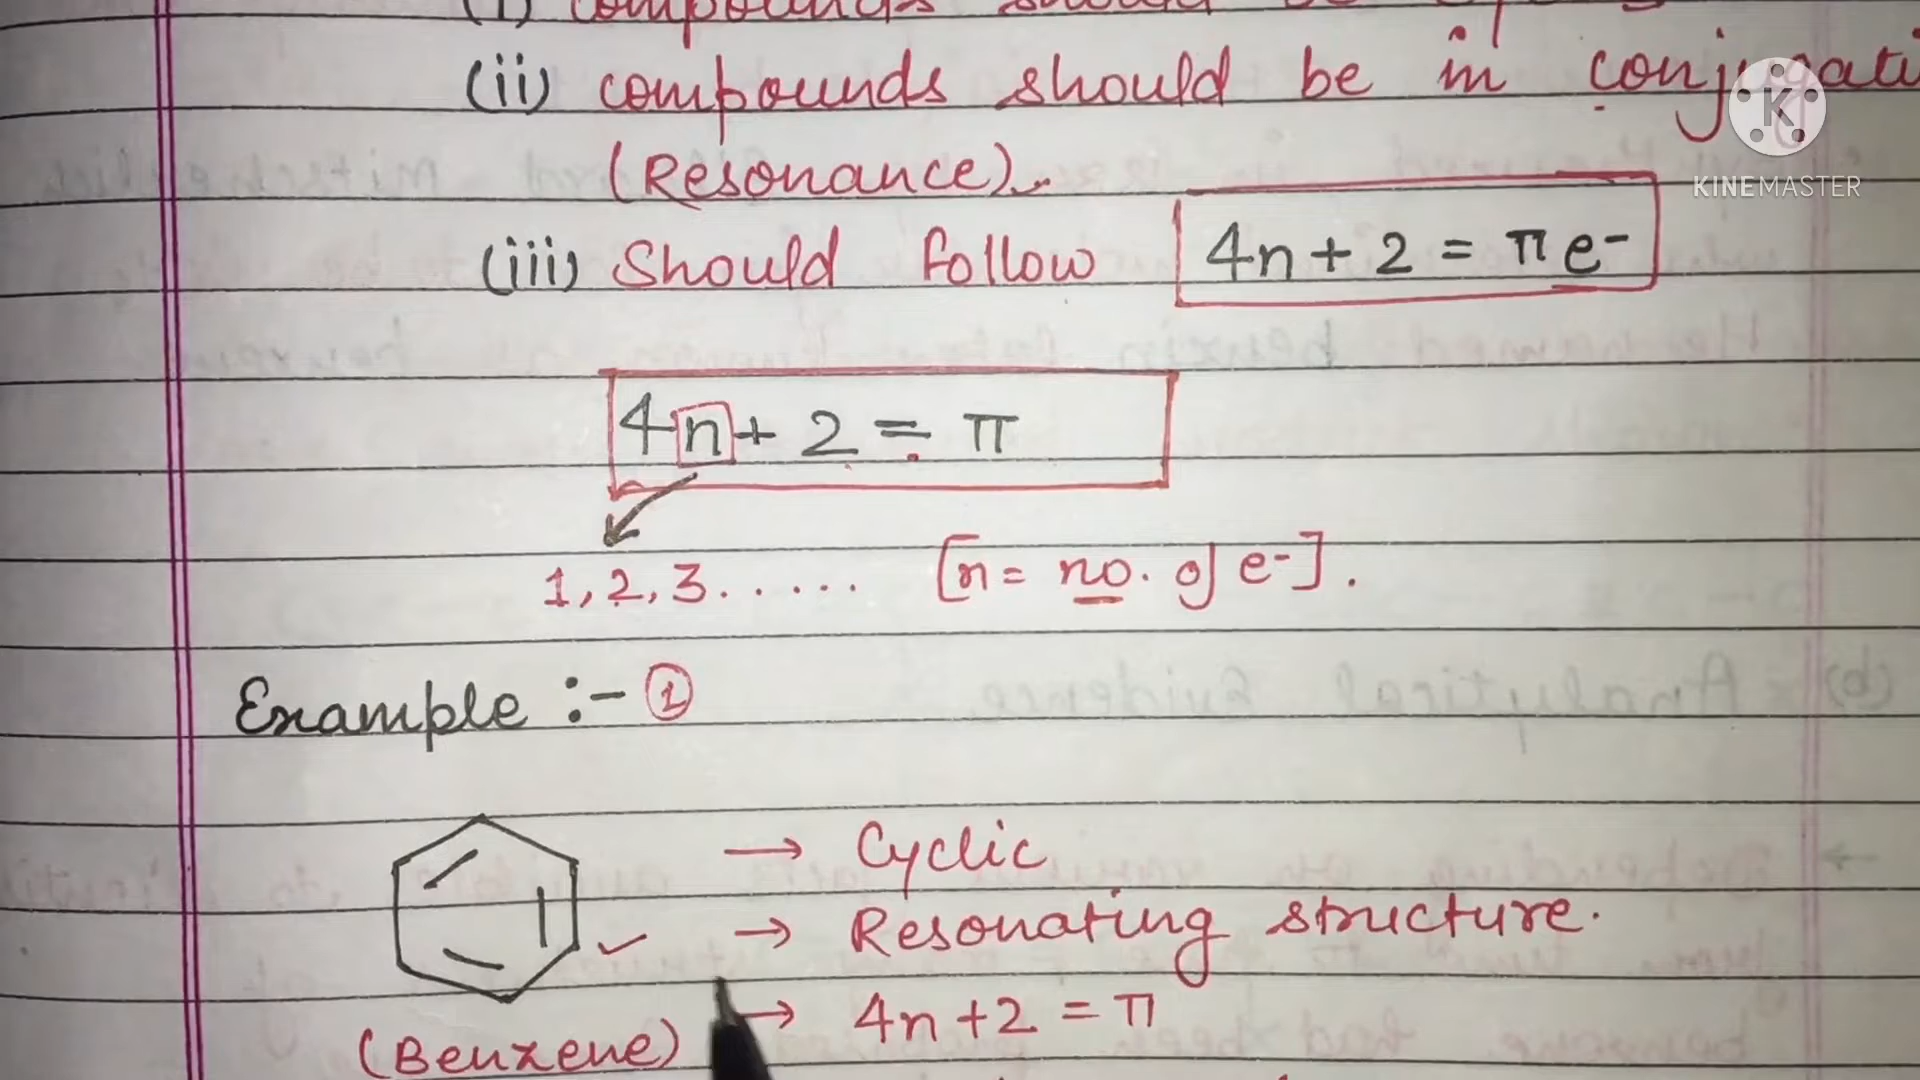 (ii) compounds should be in conjugati
(Resonance).
(iii) Should follow 4n + 2 = π e-
KINEMASTER
4n + 2 = π
1, 2, 3. . . . . [n = no. of e-].
Example :- ①
→ Cyclic
→ Resonating structure.
(Benzene) → 4n + 2 = π